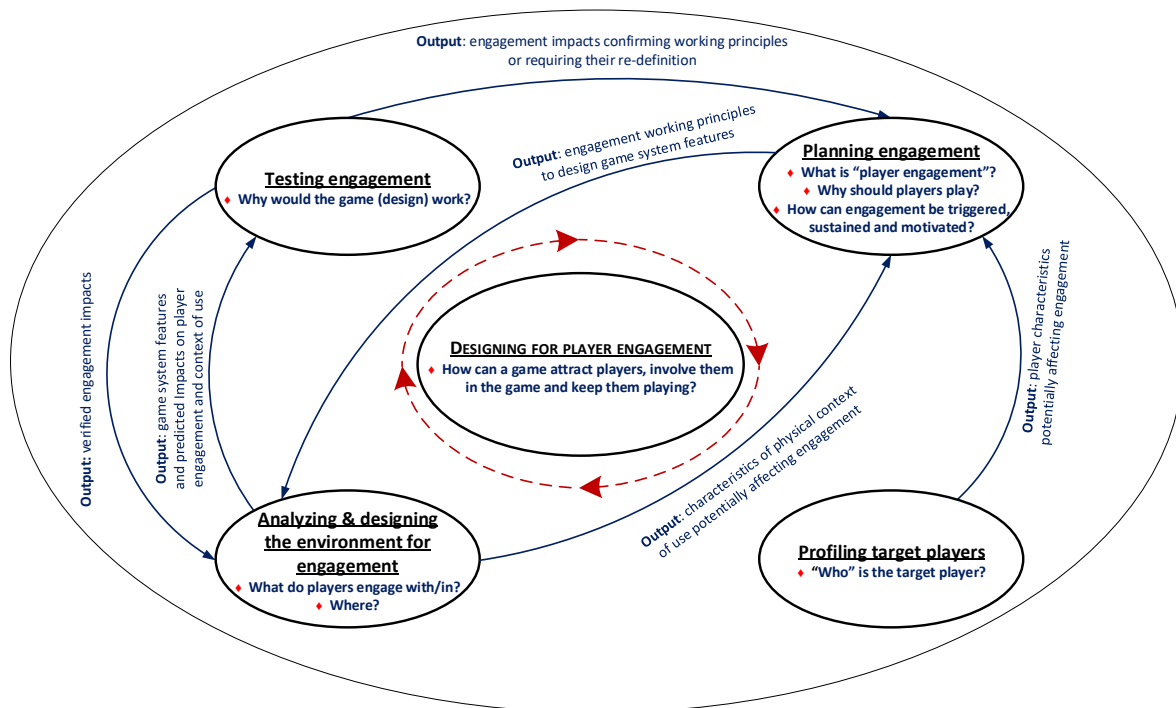 Output: engagement impacts confirming working principles
or requiring their re-definition
Output: engagement working principles
to design game system features
Testing engagement
♦ Why would the game (design) work?
Planning engagement
♦ What is “player engagement”?
♦ Why should players play?
♦ How can engagement be triggered,
sustained and motivated?
Output: verified engagement impacts
Output: game system features
and predicted Impacts on player
engagement and context of use
DESIGNING FOR PLAYER ENGAGEMENT
♦ How can a game attract players, involve them
in the game and keep them playing?
Output: player characteristics
potentially affecting engagement
Output: characteristics of physical context
of use potentially affecting engagement
Analyzing & designing
the environment for
engagement
♦ What do players engage with/in?
♦ Where?
Profiling target players
♦ “Who” is the target player?